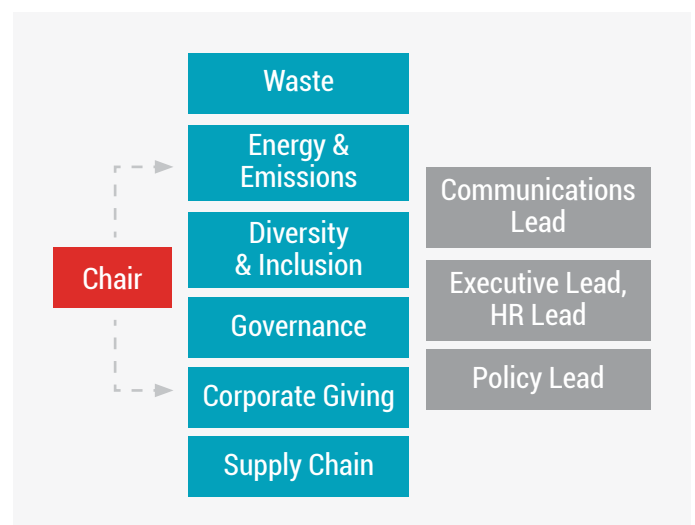 Chair
Waste
Energy &
Emissions
Diversity
& Inclusion
Governance
Corporate Giving
Supply Chain
Communications
Lead
Executive Lead,
HR Lead
Policy Lead